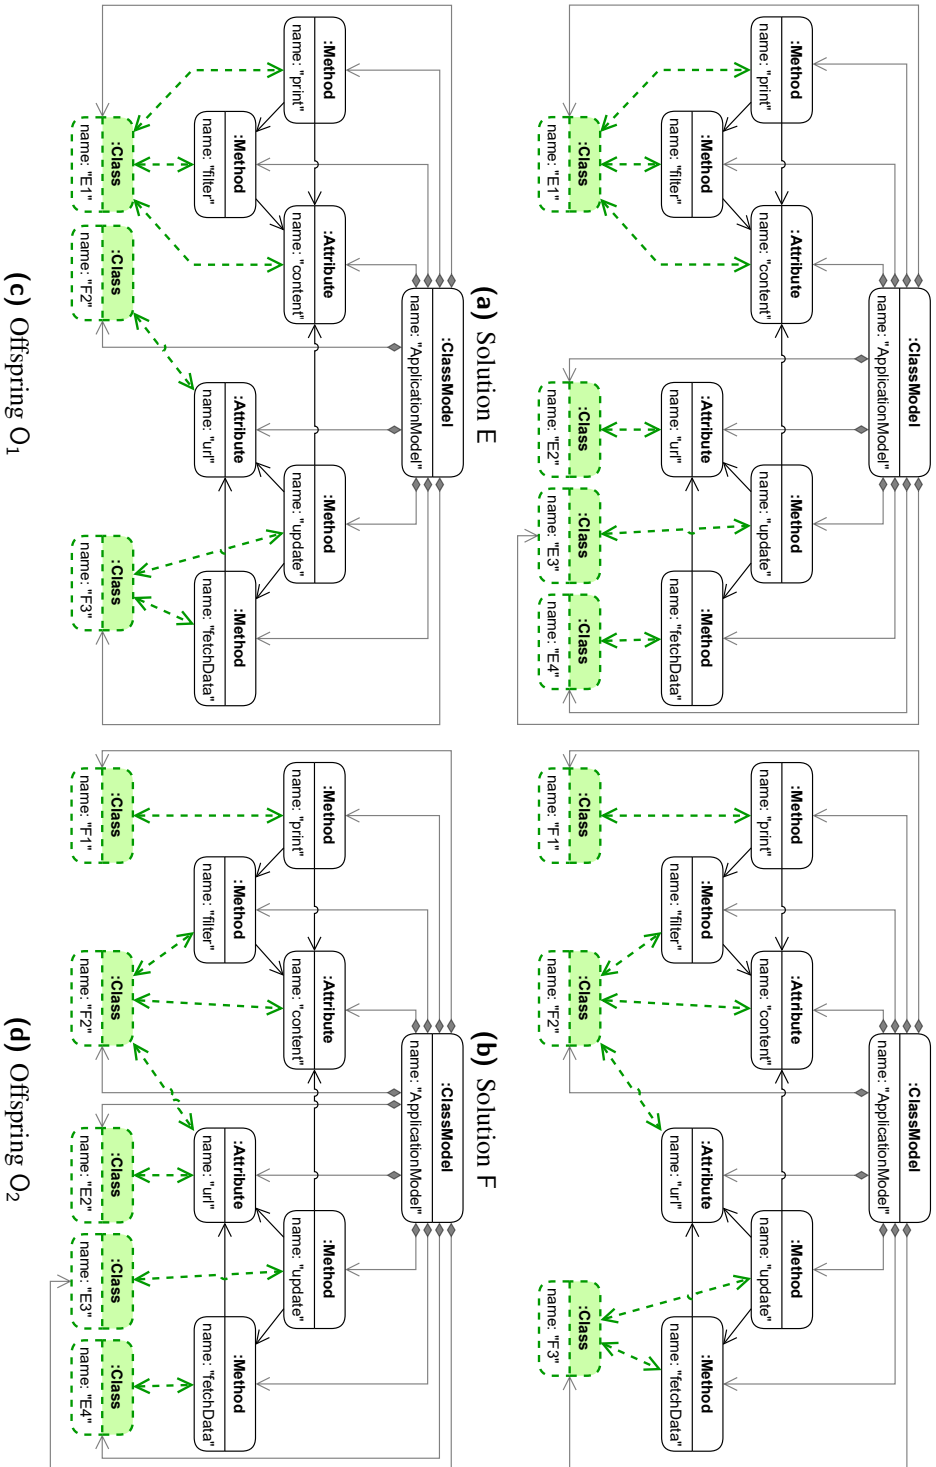 :ClassModel
name: "ApplicationModel"
:Method
name: "print"
:Attribute
name: "content"
:Method
name: "update"
:Method
name: "filter"
:Attribute
name: "url"
:Method
name: "fetchData"
:Class
name: "E1"
:Class
name: "E2"
:Class
name: "E3"
:Class
name: "E4"
(a) Solution E
:ClassModel
name: "ApplicationModel"
:Method
name: "print"
:Attribute
name: "content"
:Method
name: "update"
:Method
name: "filter"
:Attribute
name: "url"
:Method
name: "fetchData"
:Class
name: "F1"
:Class
name: "F2"
:Class
name: "F3"
(b) Solution F
:ClassModel
name: "ApplicationModel"
:Method
name: "print"
:Attribute
name: "content"
:Method
name: "update"
:Method
name: "filter"
:Attribute
name: "url"
:Method
name: "fetchData"
:Class
name: "E1"
:Class
name: "F2"
:Class
name: "F3"
(c) Offspring O₁
:ClassModel
name: "ApplicationModel"
:Method
name: "print"
:Attribute
name: "content"
:Method
name: "update"
:Method
name: "filter"
:Attribute
name: "url"
:Method
name: "fetchData"
:Class
name: "F1"
:Class
name: "F2"
:Class
name: "E2"
:Class
name: "E3"
:Class
name: "E4"
(d) Offspring O₂